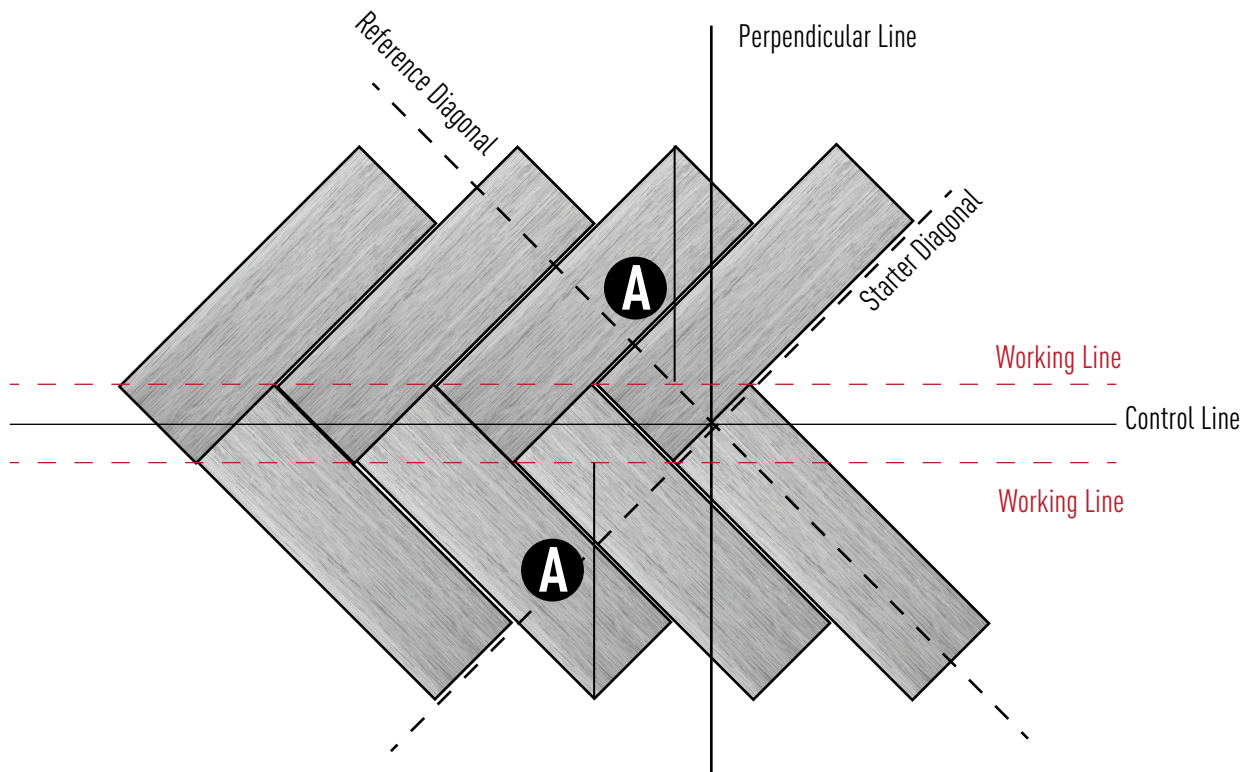 Reference Diagonal
Perpendicular Line
A
Starter Diagonal
Working Line
Control Line
Working Line
A